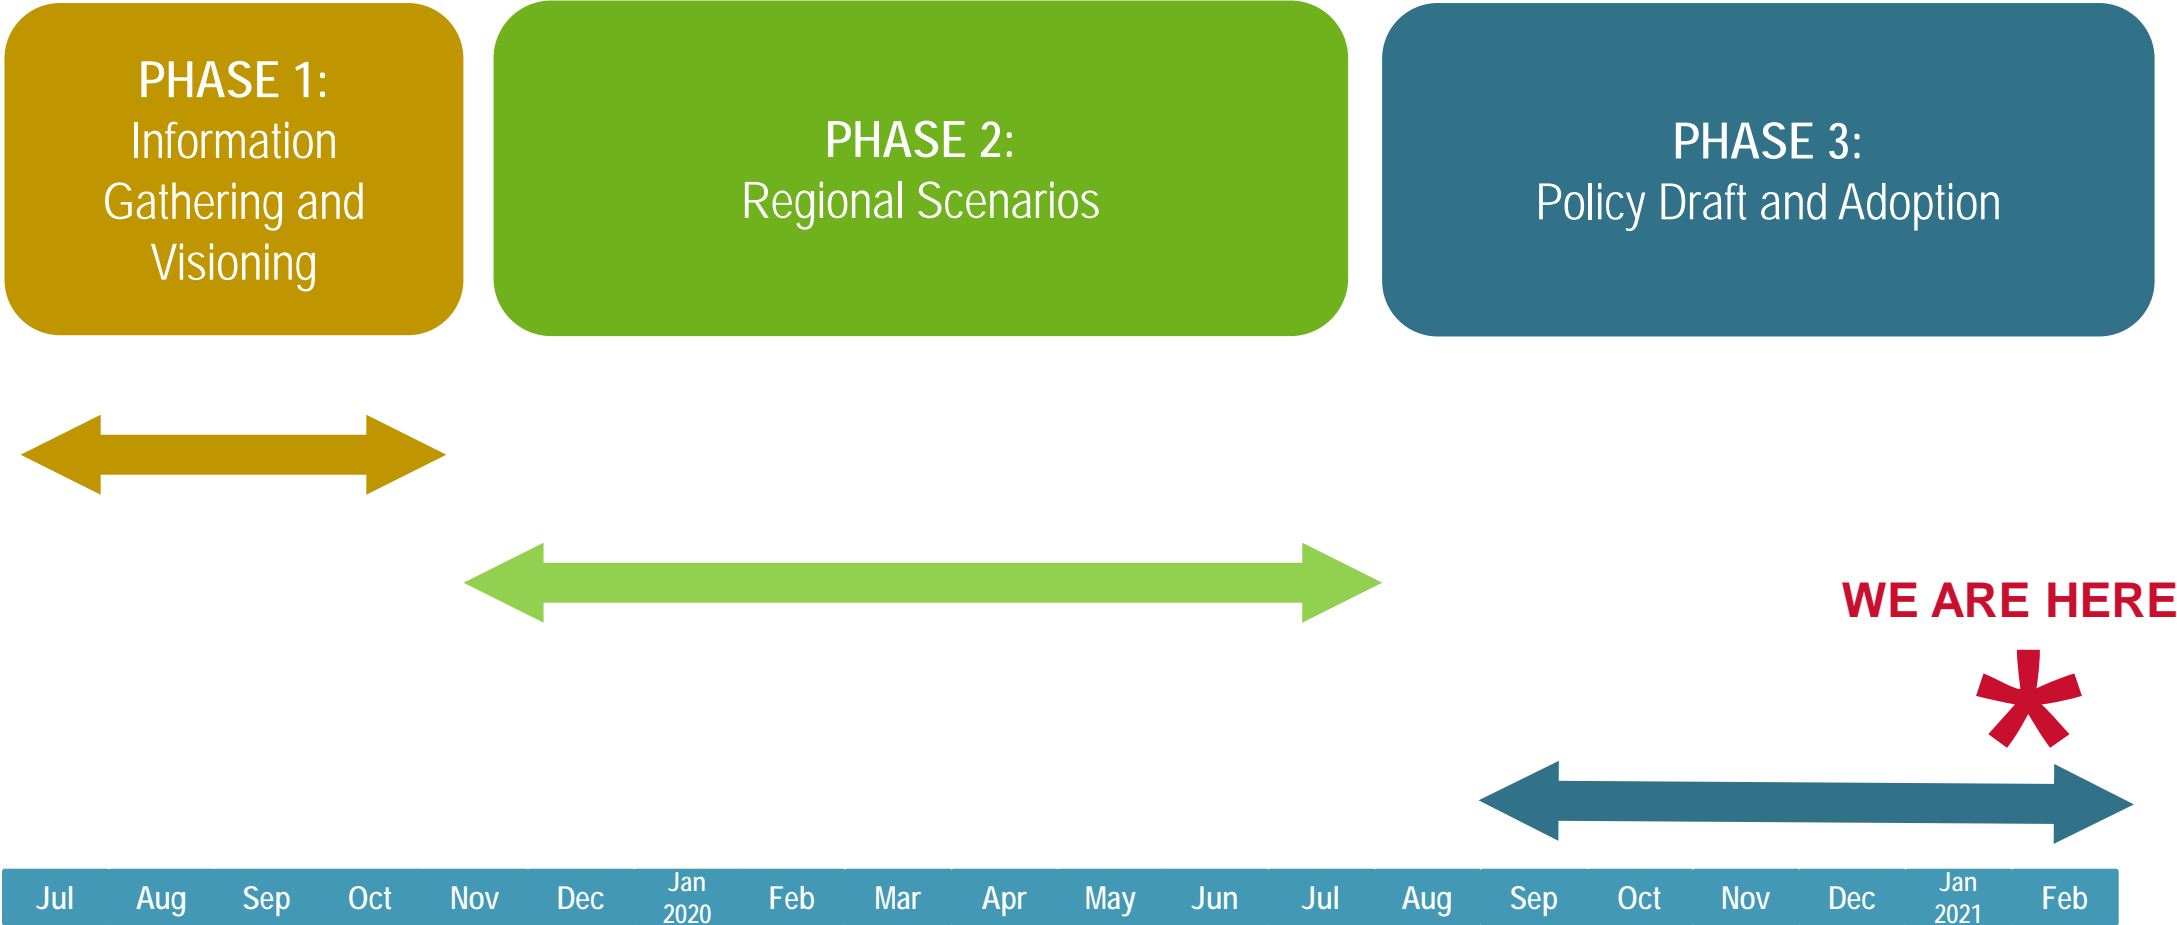 PHASE 1:
Information
Gathering and
Visioning
PHASE 2:
Regional Scenarios
PHASE 3:
Policy Draft and Adoption
WE ARE HERE
*
Jul Aug Sep Oct Nov Dec Jan 2020 Feb Mar Apr May Jun Jul Aug Sep Oct Nov Dec Jan 2021 Feb